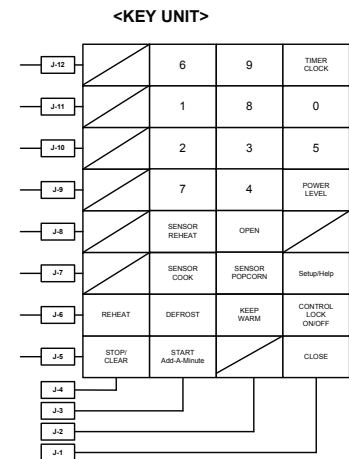 <KEY UNIT>
J-12 6 9 TIMER
CLOCK
J-11 1 8 0
J-10 2 3 5
J-9 7 4 POWER
LEVEL
J-8 SENSOR
REHEAT OPEN
J-7 SENSOR
COOK SENSOR
POPCORN Setup/Help
J-6 REHEAT DEFROST KEEP
WARM CONTROL
LOCK
ON/OFF
J-5 STOP/
CLEAR START
Add-A-Minute CLOSE
J-4
J-3
J-2
J-1